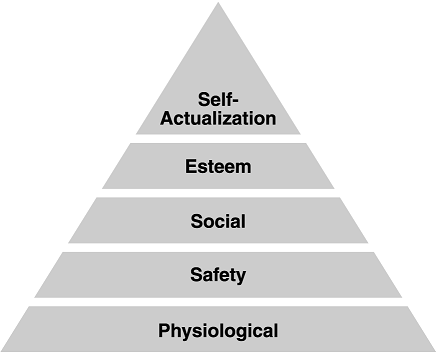 Self-
Actualization
Esteem
Social
Safety
Physiological